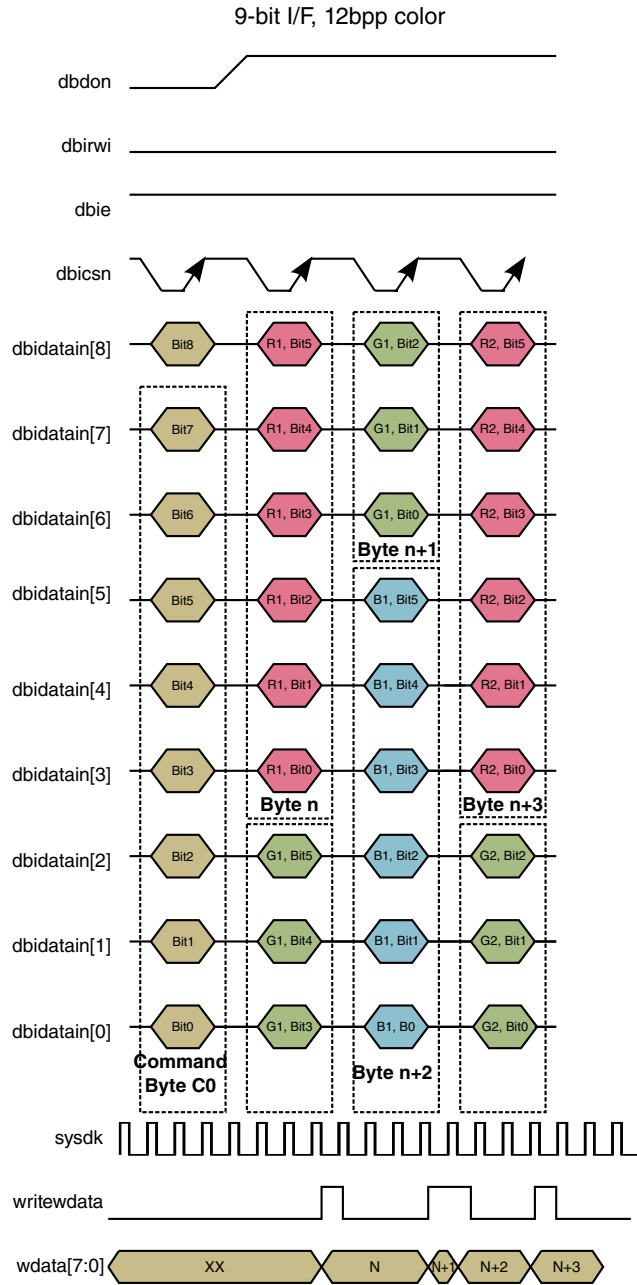 9-bit I/F, 12bpp color
dbdon
dbirwi
dbie
dbicsn
dbidatain[8] Bit8 R1, Bit5 G1, Bit2 R2, Bit5
dbidatain[7] Bit7 R1, Bit4 G1, Bit1 R2, Bit4
dbidatain[6] Bit6 R1, Bit3 G1, Bit0 R2, Bit3
Byte n+1
dbidatain[5] Bit5 R1, Bit2 B1, Bit5 R2, Bit2
dbidatain[4] Bit4 R1, Bit1 B1, Bit4 R2, Bit1
dbidatain[3] Bit3 R1, Bit0 B1, Bit3 R2, Bit0
Byte n Byte n+3
dbidatain[2] Bit2 G1, Bit5 B1, Bit2 G2, Bit2
dbidatain[1] Bit1 G1, Bit4 B1, Bit1 G2, Bit1
dbidatain[0] Bit0 G1, Bit3 B1, B0 G2, Bit0
Command
Byte C0 Byte n+2
sysdk
writewdata
wdata[7:0] XX N N+1 N+2 N+3